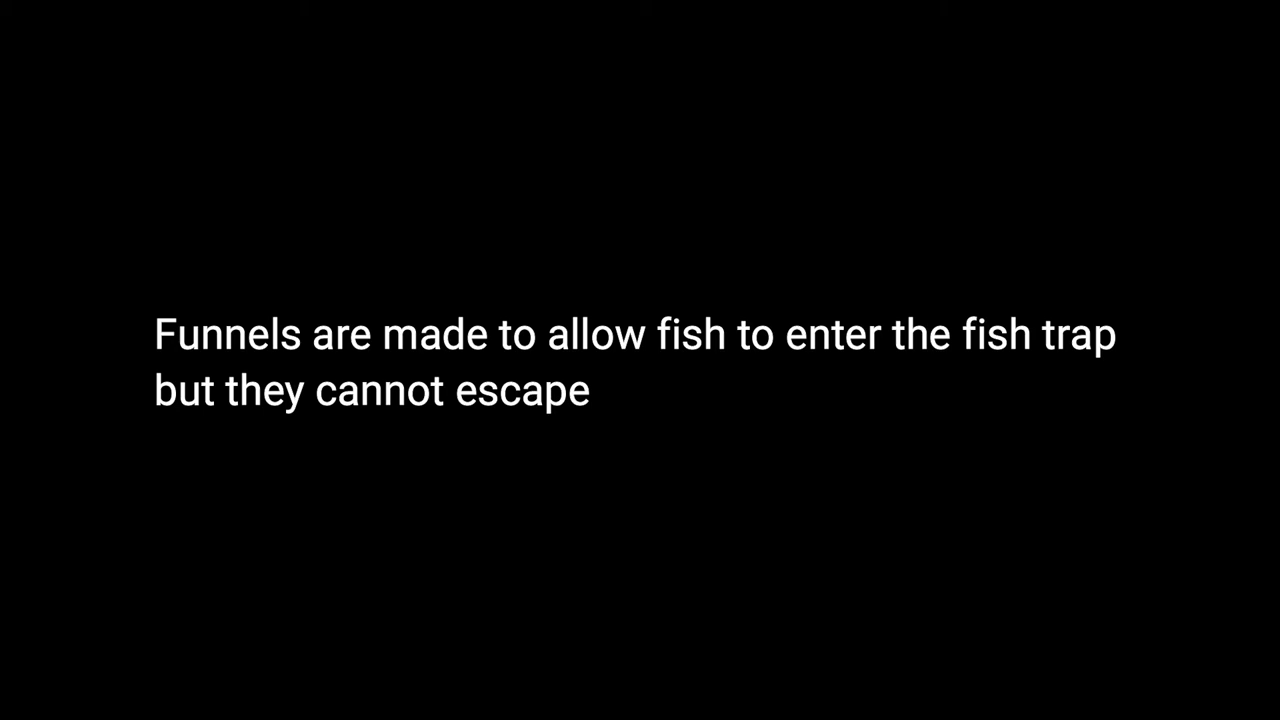 Funnels are made to allow fish to enter the fish trap
but they cannot escape